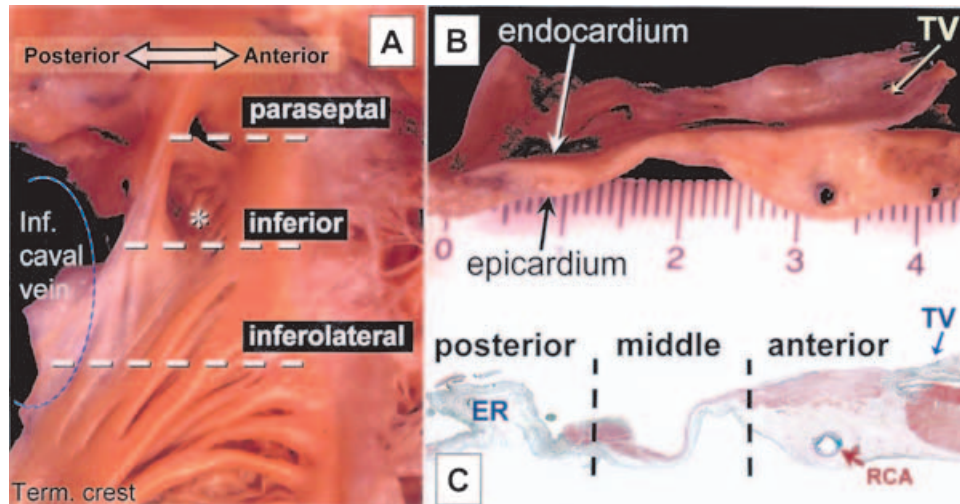 A
Posterior
Anterior
paraseptal
*
inferior
Inf.
caval
vein
inferolateral
Term. crest
B
endocardium
TV
0
2
3
4
epicardium
posterior
middle
anterior
TV
ER
RCA
C